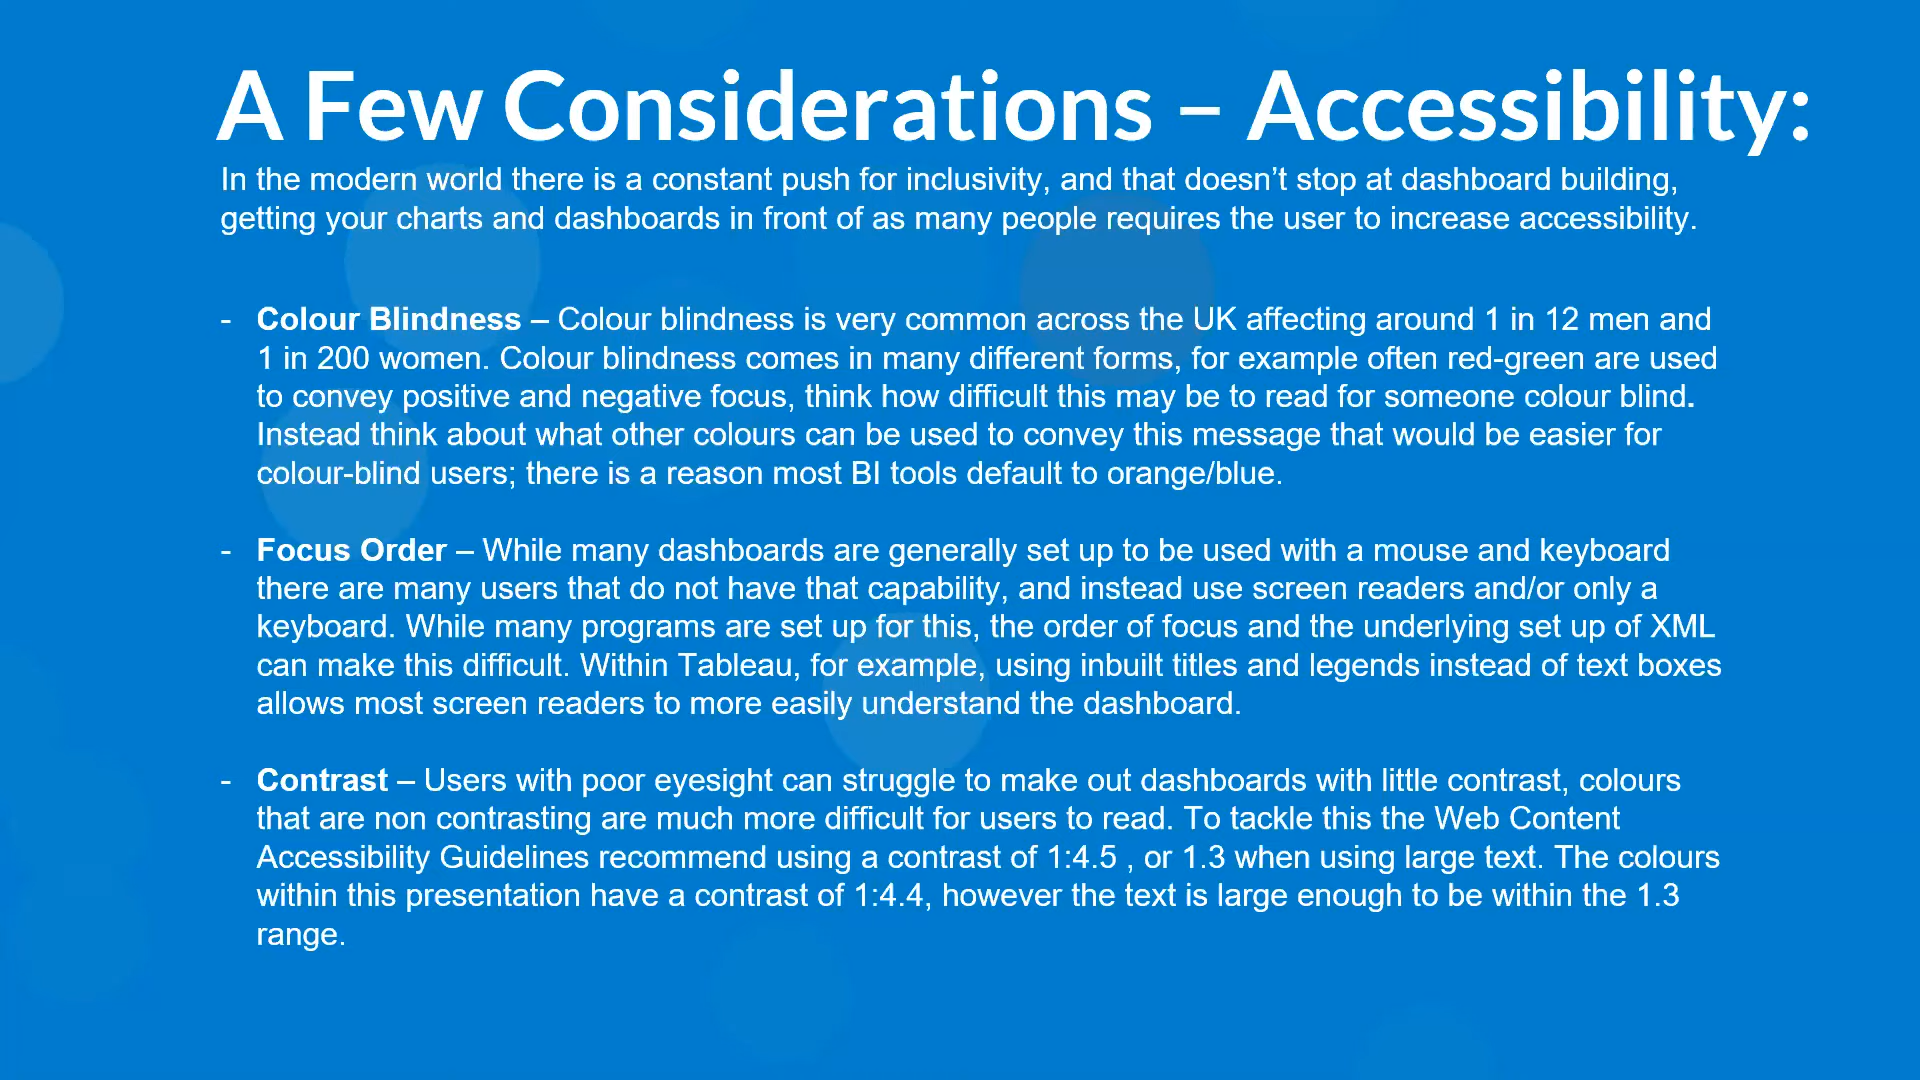 A Few Considerations – Accessibility:
In the modern world there is a constant push for inclusivity, and that doesn’t stop at dashboard building,
getting your charts and dashboards in front of as many people requires the user to increase accessibility.
- Colour Blindness – Colour blindness is very common across the UK affecting around 1 in 12 men and
1 in 200 women. Colour blindness comes in many different forms, for example often red-green are used
to convey positive and negative focus, think how difficult this may be to read for someone colour blind.
Instead think about what other colours can be used to convey this message that would be easier for
colour-blind users; there is a reason most BI tools default to orange/blue.
- Focus Order – While many dashboards are generally set up to be used with a mouse and keyboard
there are many users that do not have that capability, and instead use screen readers and/or only a
keyboard. While many programs are set up for this, the order of focus and the underlying set up of XML
can make this difficult. Within Tableau, for example, using inbuilt titles and legends instead of text boxes
allows most screen readers to more easily understand the dashboard.
- Contrast – Users with poor eyesight can struggle to make out dashboards with little contrast, colours
that are non contrasting are much more difficult for users to read. To tackle this the Web Content
Accessibility Guidelines recommend using a contrast of 1:4.5 , or 1.3 when using large text. The colours
within this presentation have a contrast of 1:4.4, however the text is large enough to be within the 1.3
range.